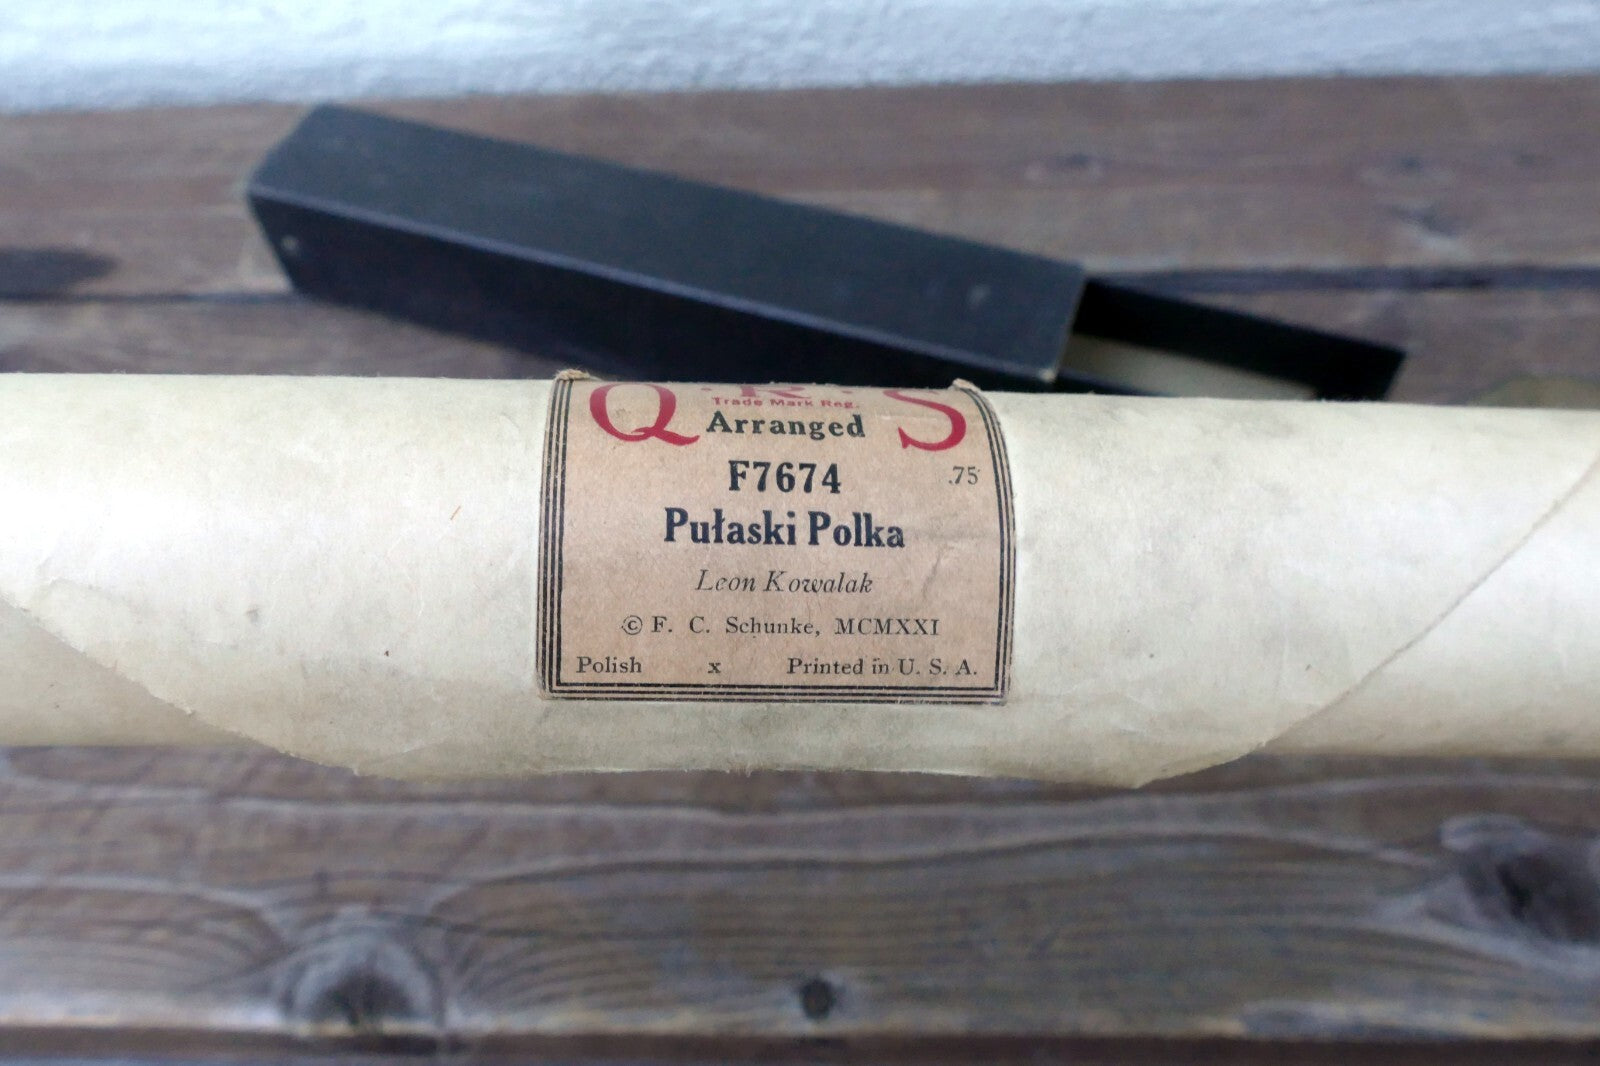 Q·R·S
Trade Mark Reg.
Arranged
F7674 .75
Pułaski Polka
Leon Kowalak
© F. C. Schunke, MCMXXI
Polish x Printed in U. S. A.